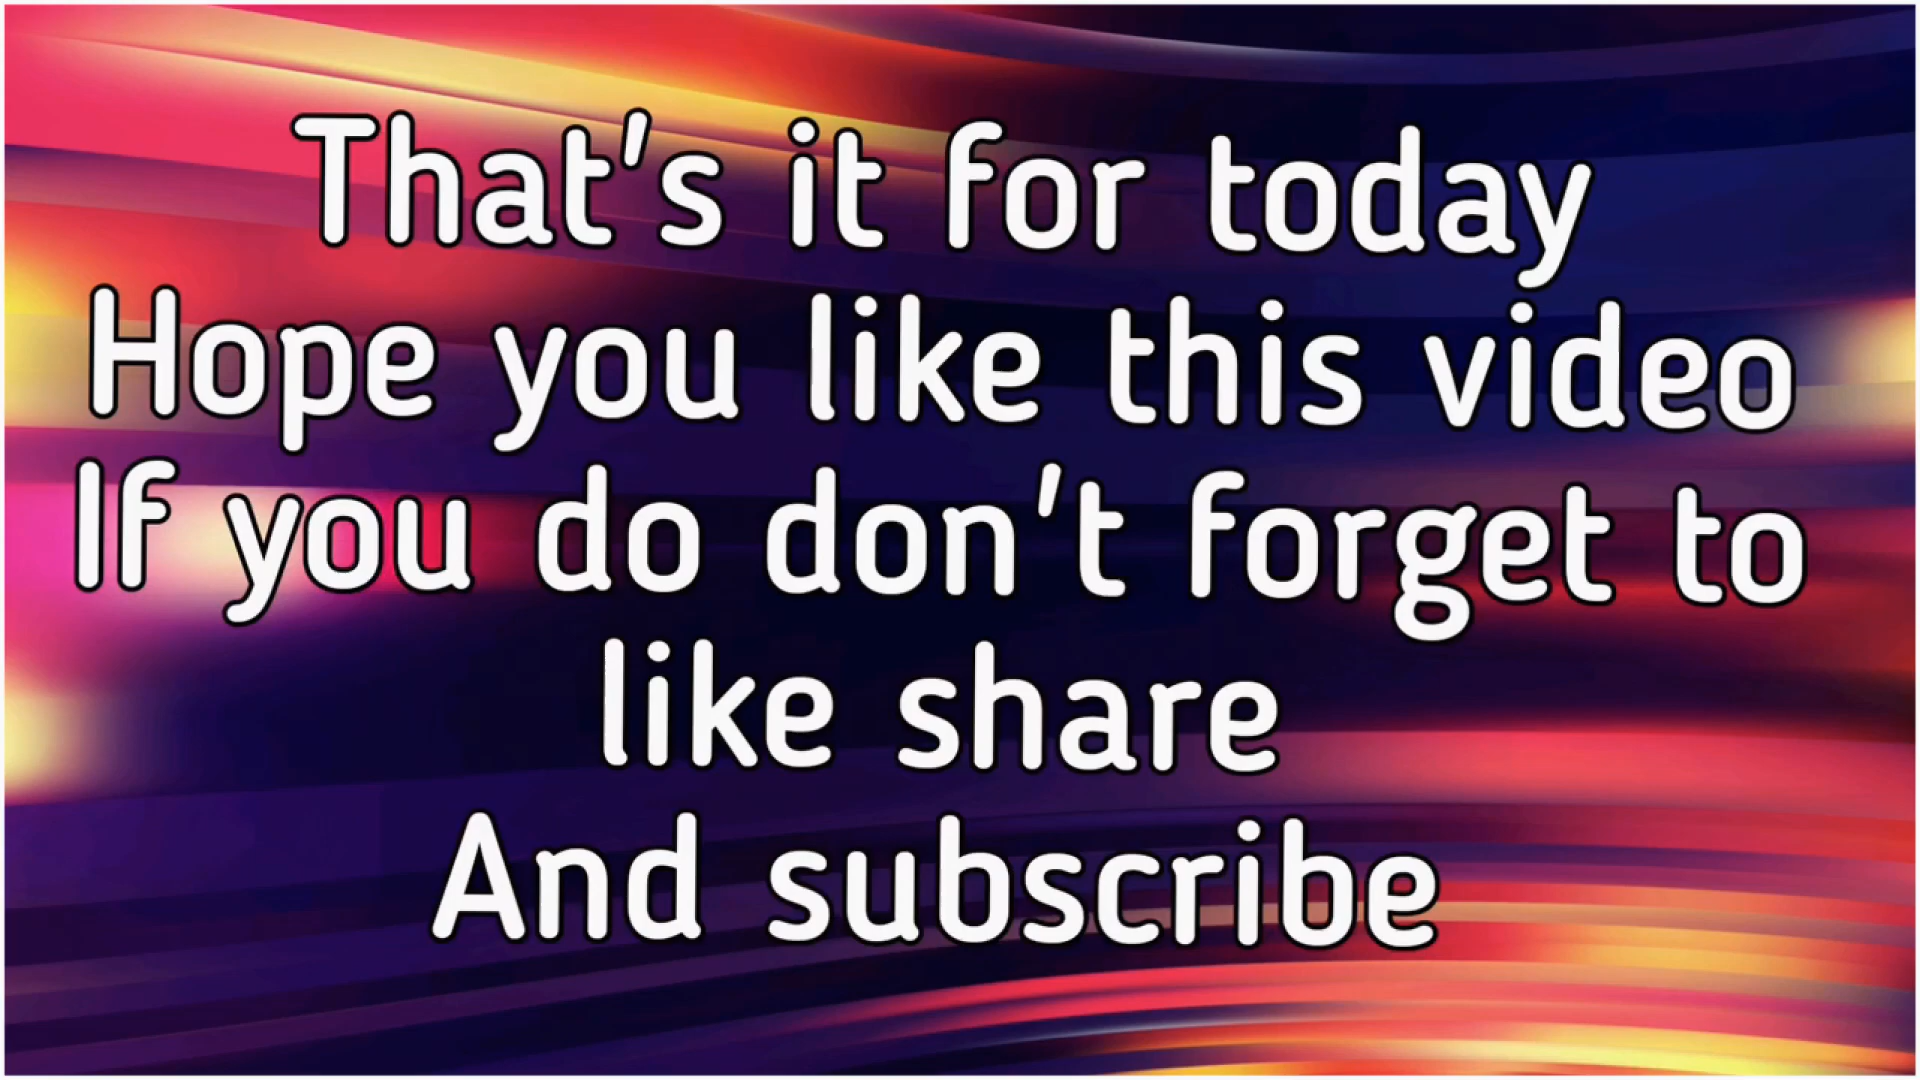 That's it for today
Hope you like this video
If you do don't forget to
like share
And subscribe